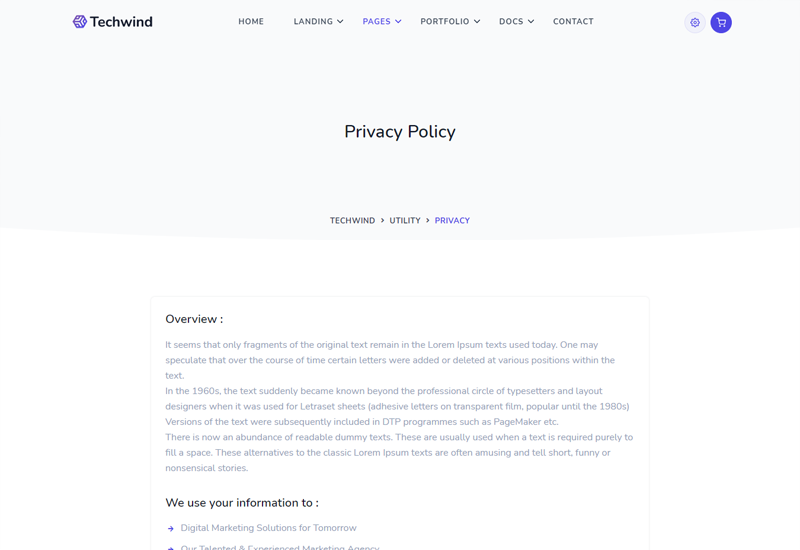 Techwind
HOME LANDING PAGES PORTFOLIO DOCS CONTACT
Privacy Policy
TECHWIND > UTILITY > PRIVACY
Overview :
It seems that only fragments of the original text remain in the Lorem Ipsum texts used today. One may
speculate that over the course of time certain letters were added or deleted at various positions within the
text.
In the 1960s, the text suddenly became known beyond the professional circle of typesetters and layout
designers when it was used for Letraset sheets (adhesive letters on transparent film, popular until the 1980s)
Versions of the text were subsequently included in DTP programmes such as PageMaker etc.
There is now an abundance of readable dummy texts. These are usually used when a text is required purely to
fill a space. These alternatives to the classic Lorem Ipsum texts are often amusing and tell short, funny or
nonsensical stories.
We use your information to :
Digital Marketing Solutions for Tomorrow
Our Talented & Experienced Marketing Agency